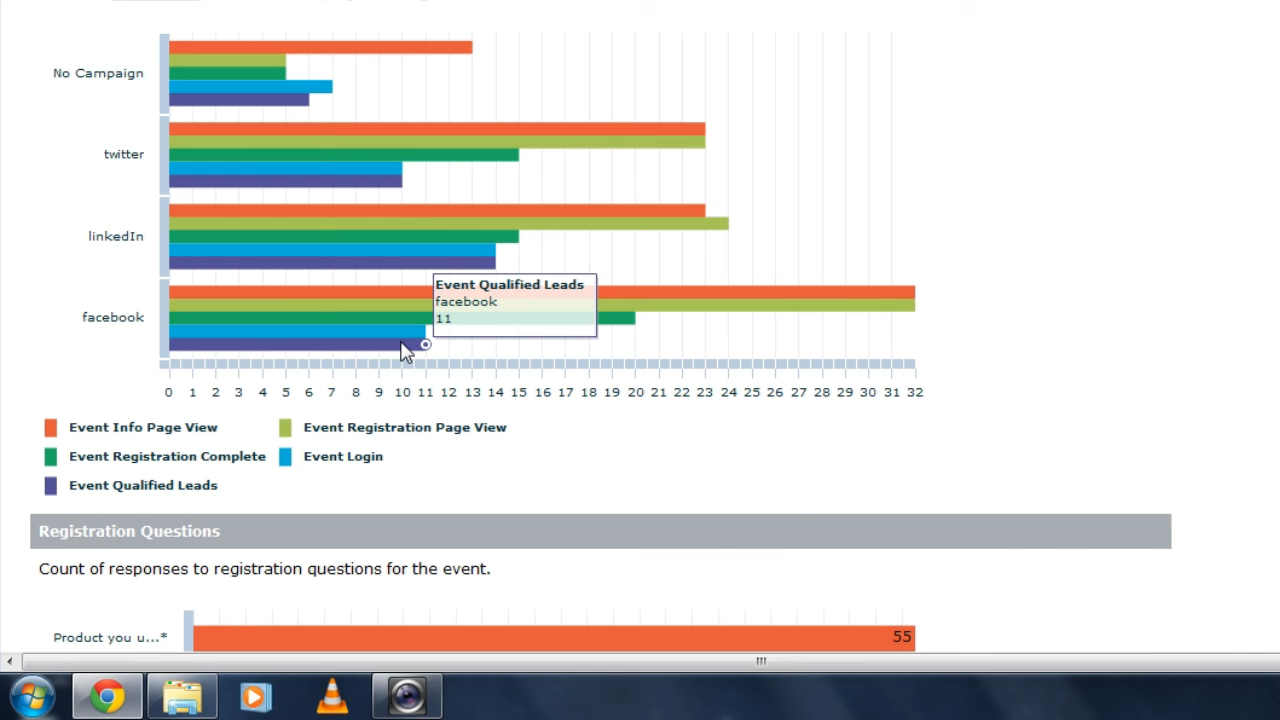 No Campaign
twitter
linkedIn
facebook
Event Qualified Leads
facebook
11
0 1 2 3 4 5 6 7 8 9 10 11 12 13 14 15 16 17 18 19 20 21 22 23 24 25 26 27 28 29 30 31 32
Event Info Page View Event Registration Page View
Event Registration Complete Event Login
Event Qualified Leads
Registration Questions
Count of responses to registration questions for the event.
Product you u...* 55